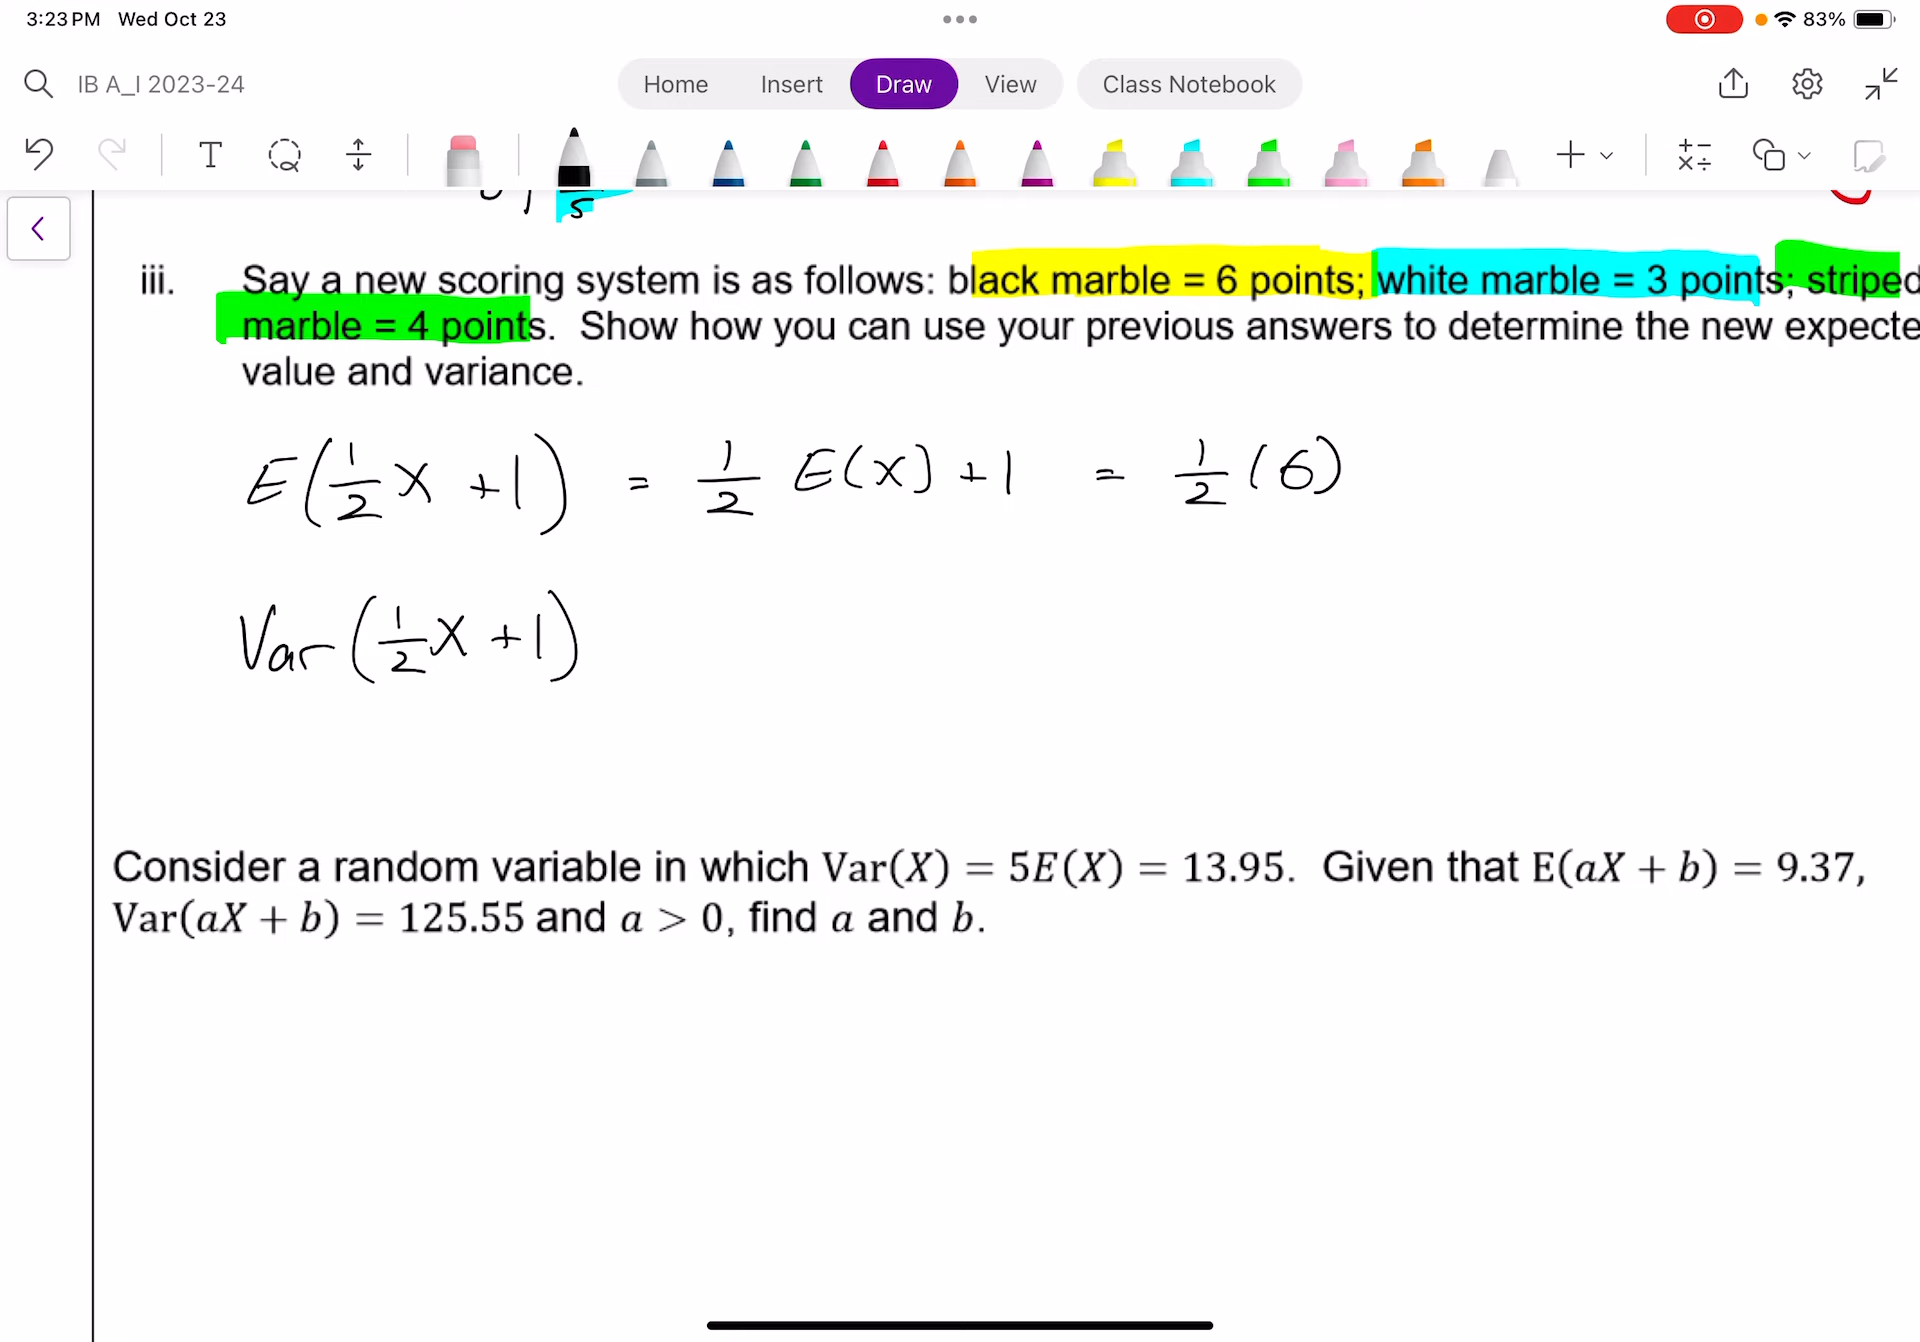 3:23 PM Wed Oct 23 83%
IB A_I 2023-24 Home Insert Draw View Class Notebook
T
5
iii. Say a new scoring system is as follows: black marble = 6 points; white marble = 3 points; striped
marble = 4 points. Show how you can use your previous answers to determine the new expecte
value and variance.
E(1/2 X + 1) = 1/2 E(X) + 1 = 1/2 (6)
Var(1/2 X + 1)
Consider a random variable in which Var(X) = 5E(X) = 13.95. Given that E(aX + b) = 9.37,
Var(aX + b) = 125.55 and a > 0, find a and b.